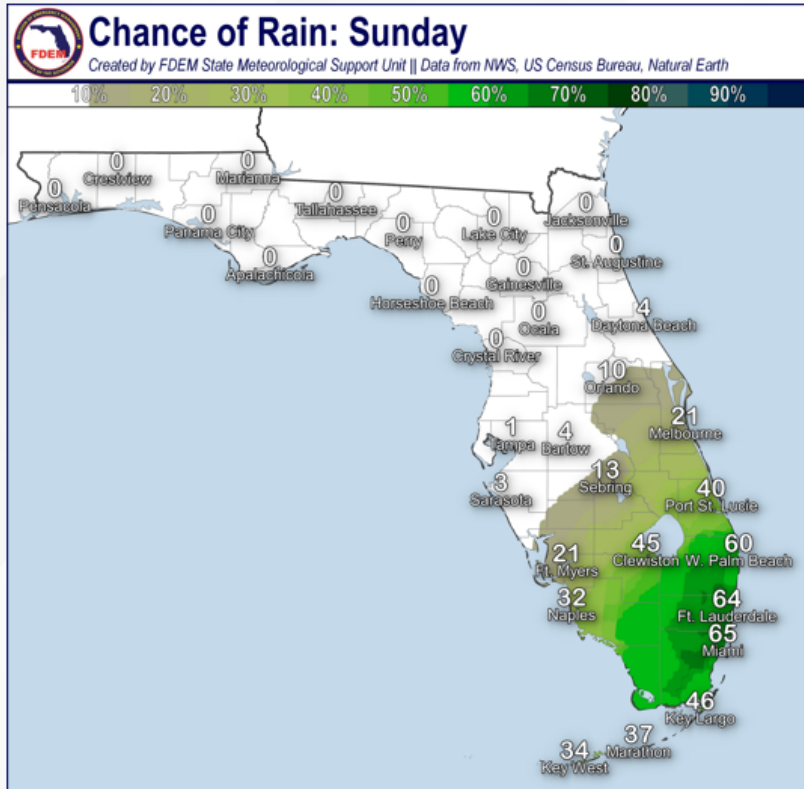 FDEM
Chance of Rain: Sunday
Created by FDEM State Meteorological Support Unit || Data from NWS, US Census Bureau, Natural Earth
10% 20% 30% 40% 50% 60% 70% 80% 90%
0
Crestview
0
Marianna
0
Pensacola
0
Tallahassee
0
Jacksonville
0
Panama City
0
Perry
0
Lake City
0
St. Augustine
0
Apalachicola
0
Gainesville
0
Horseshoe Beach
0
Ocala
4
Daytona Beach
0
Crystal River
10
Orlando
21
Melbourne
1
Tampa
4
Bartow
13
Sebring
3
Sarasota
40
Port St. Lucie
21
Ft. Myers
45
Clewiston
60
W. Palm Beach
32
Naples
64
Ft. Lauderdale
65
Miami
46
Key Largo
37
Marathon
34
Key West